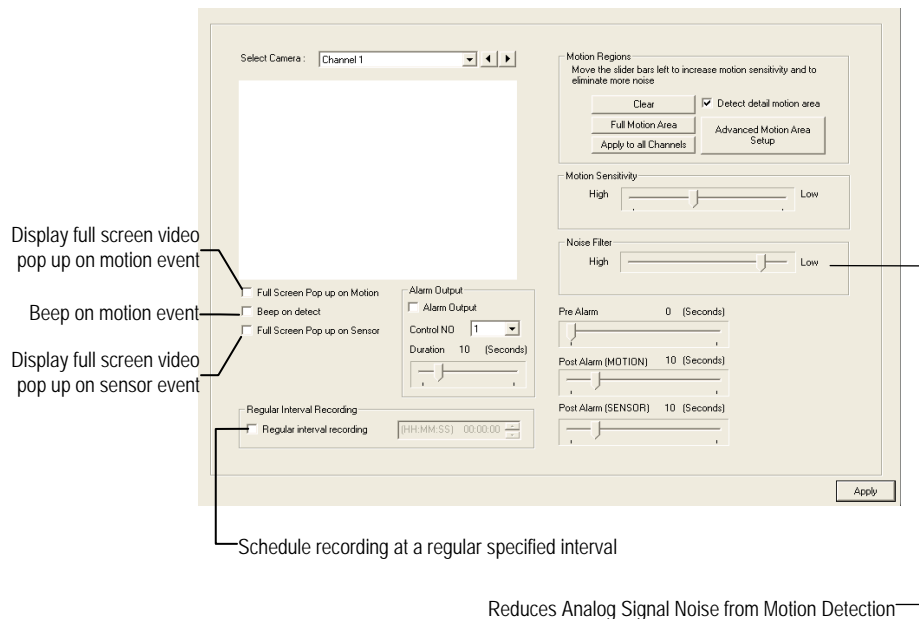 Select Camera :
Channel 1
Motion Regions
Move the slider bars left to increase motion sensitivity and to
eliminate more noise
Clear
Detect detail motion area
Full Motion Area
Advanced Motion Area
Setup
Apply to all Channels
Motion Sensitivity
High
Low
Noise Filter
High
Low
Display full screen video
pop up on motion event
Beep on motion event
Display full screen video
pop up on sensor event
Full Screen Pop up on Motion
Beep on detect
Full Screen Pop up on Sensor
Alarm Output
Alarm Output
Control NO
1
Duration 10 (Seconds)
Pre Alarm 0 (Seconds)
Post Alarm (MOTION) 10 (Seconds)
Post Alarm (SENSOR) 10 (Seconds)
Regular Interval Recording
Regular interval recording
(HH:MM:SS) 00:00:00
Apply
Schedule recording at a regular specified interval
Reduces Analog Signal Noise from Motion Detection